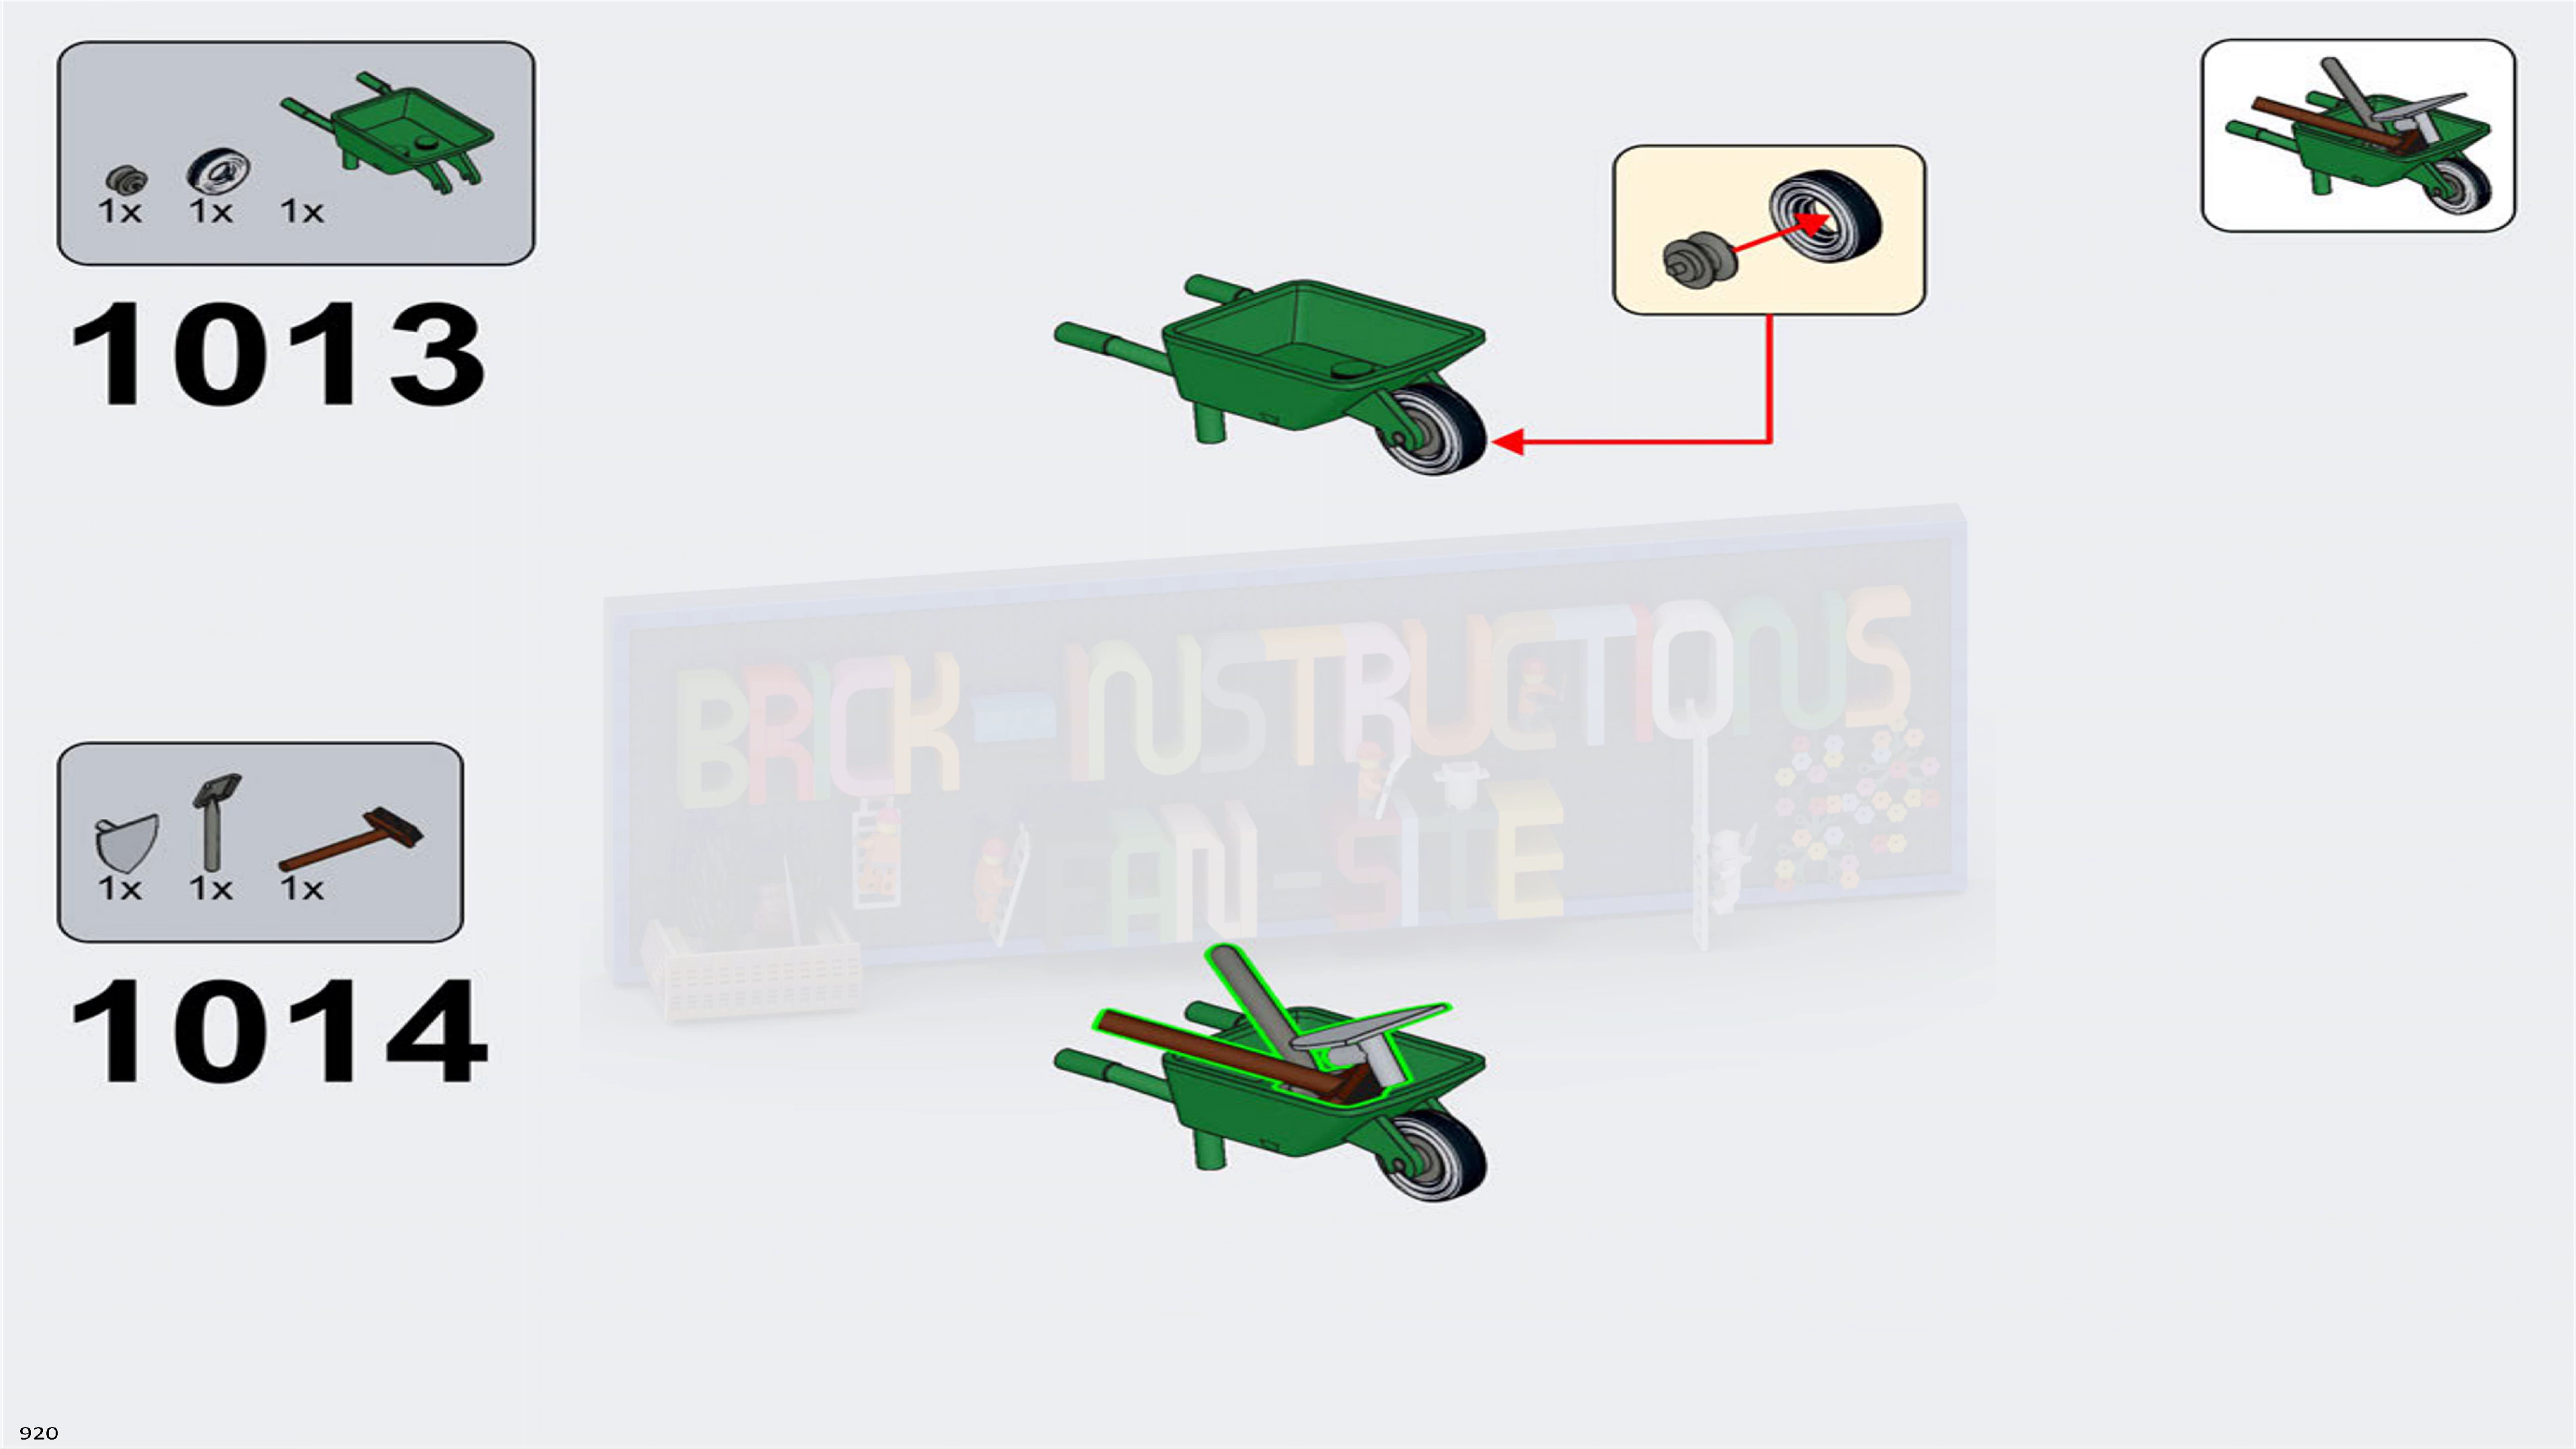 1x 1x 1x
1013
BRICK-INSTRUCTIONS
FAN-SITE
1x 1x 1x
1014
920